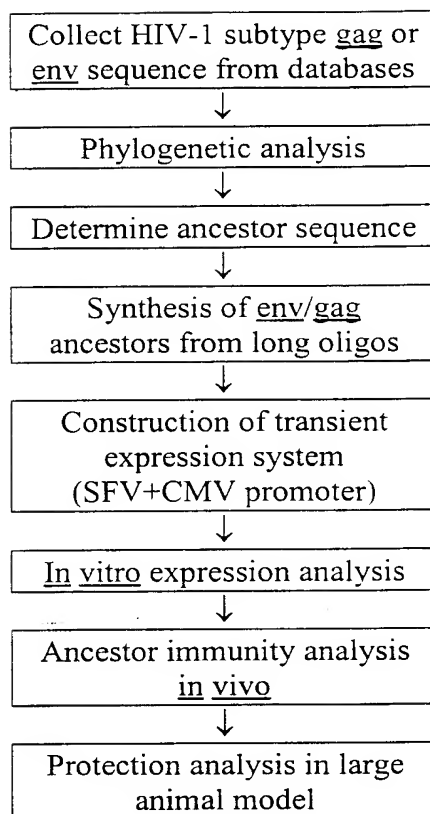 Collect HIV-1 subtype gag or
env sequence from databases
↓
Phylogenetic analysis
↓
Determine ancestor sequence
↓
Synthesis of env/gag
ancestors from long oligos
↓
Construction of transient
expression system
(SFV+CMV promoter)
↓
In vitro expression analysis
↓
Ancestor immunity analysis
in vivo
↓
Protection analysis in large
animal model